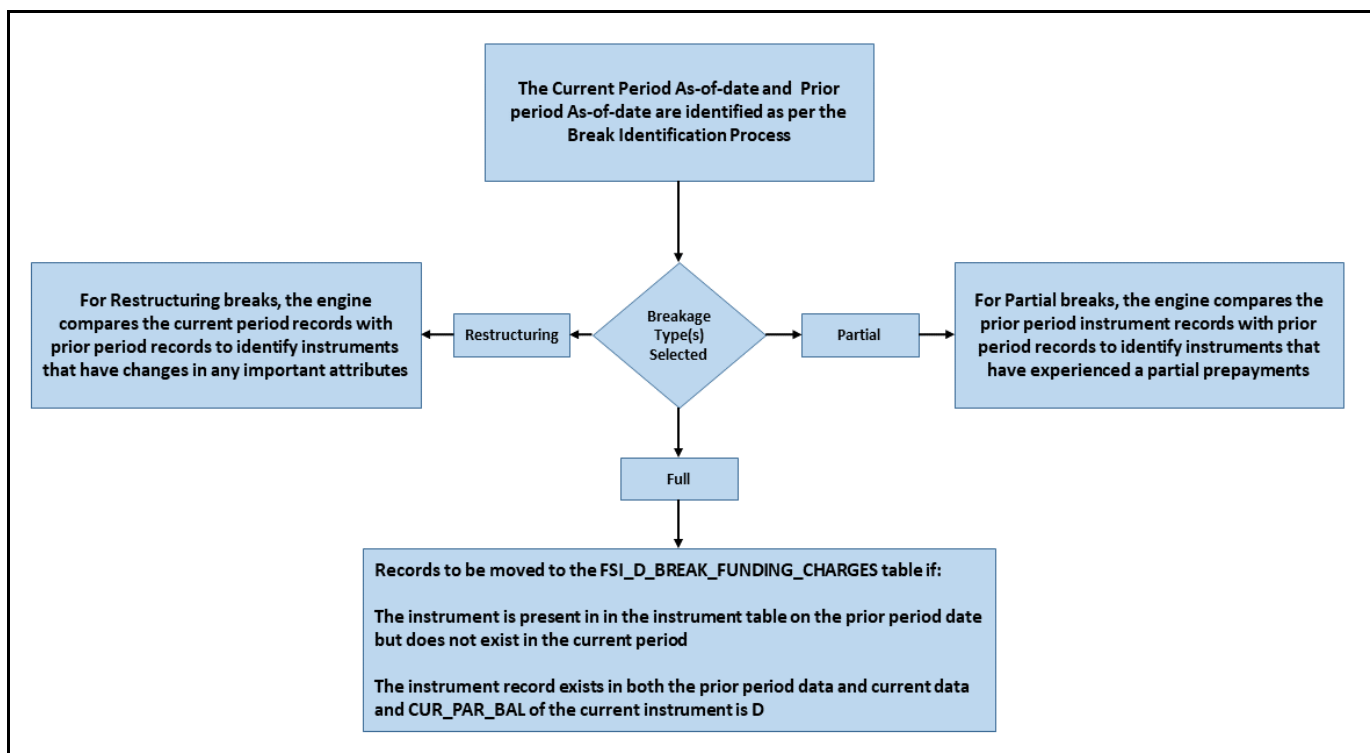 The Current Period As-of-date and  Prior
period As-of-date are identified as per the
Break Identification Process
For Restructuring breaks, the engine
compares the current period records with
prior period records to identify instruments
that have changes in any important attributes
Restructuring
Breakage
Type(s)
Selected
Partial
For Partial breaks, the engine compares the
prior period instrument records with prior
period records to identify instruments that
have experienced a partial prepayments
Full
Records to be moved to the FSI_D_BREAK_FUNDING_CHARGES table if:
The instrument is present in in the instrument table on the prior period date
but does not exist in the current period
The instrument record exists in both the prior period data and current data
and CUR_PAR_BAL of the current instrument is D